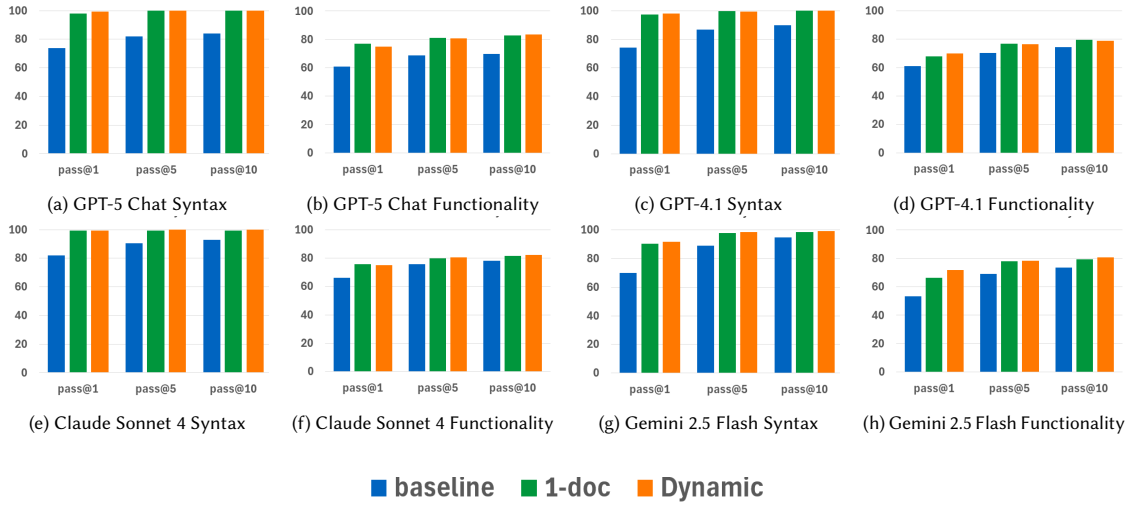 100
80
60
40
20
0
pass@1 pass@5 pass@10
(a) GPT-5 Chat Syntax
100
80
60
40
20
0
pass@1 pass@5 pass@10
(b) GPT-5 Chat Functionality
100
80
60
40
20
0
pass@1 pass@5 pass@10
(c) GPT-4.1 Syntax
100
80
60
40
20
0
pass@1 pass@5 pass@10
(d) GPT-4.1 Functionality
100
80
60
40
20
0
pass@1 pass@5 pass@10
(e) Claude Sonnet 4 Syntax
100
80
60
40
20
0
pass@1 pass@5 pass@10
(f) Claude Sonnet 4 Functionality
100
80
60
40
20
0
pass@1 pass@5 pass@10
(g) Gemini 2.5 Flash Syntax
100
80
60
40
20
0
pass@1 pass@5 pass@10
(h) Gemini 2.5 Flash Functionality
baseline 1-doc Dynamic